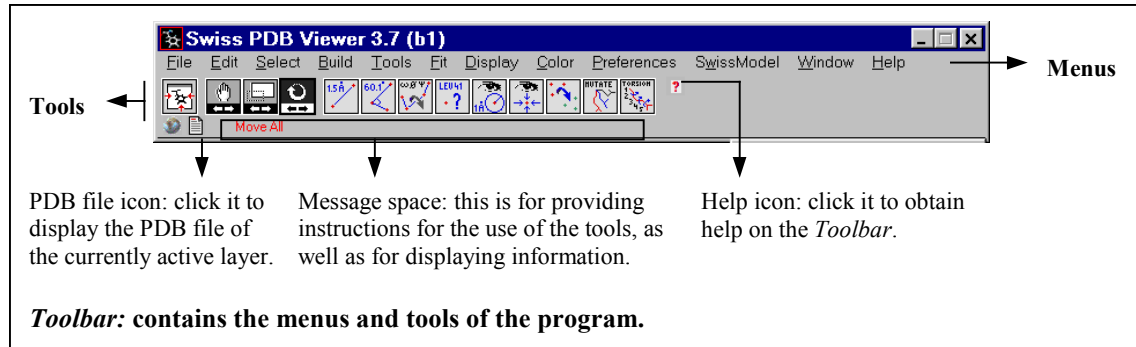 Swiss PDB Viewer 3.7 (b1)
File Edit Select Build Tools Fit Display Color Preferences SwissModel Window Help
Menus
Tools
1.5Å 60.1° ω,Ø Ψ LEU41 ? 1Å MUTATE TORSION ?
Move All
PDB file icon: click it to
display the PDB file of
the currently active layer.
Message space: this is for providing
instructions for the use of the tools, as
well as for displaying information.
Help icon: click it to obtain
help on the Toolbar.
Toolbar: contains the menus and tools of the program.